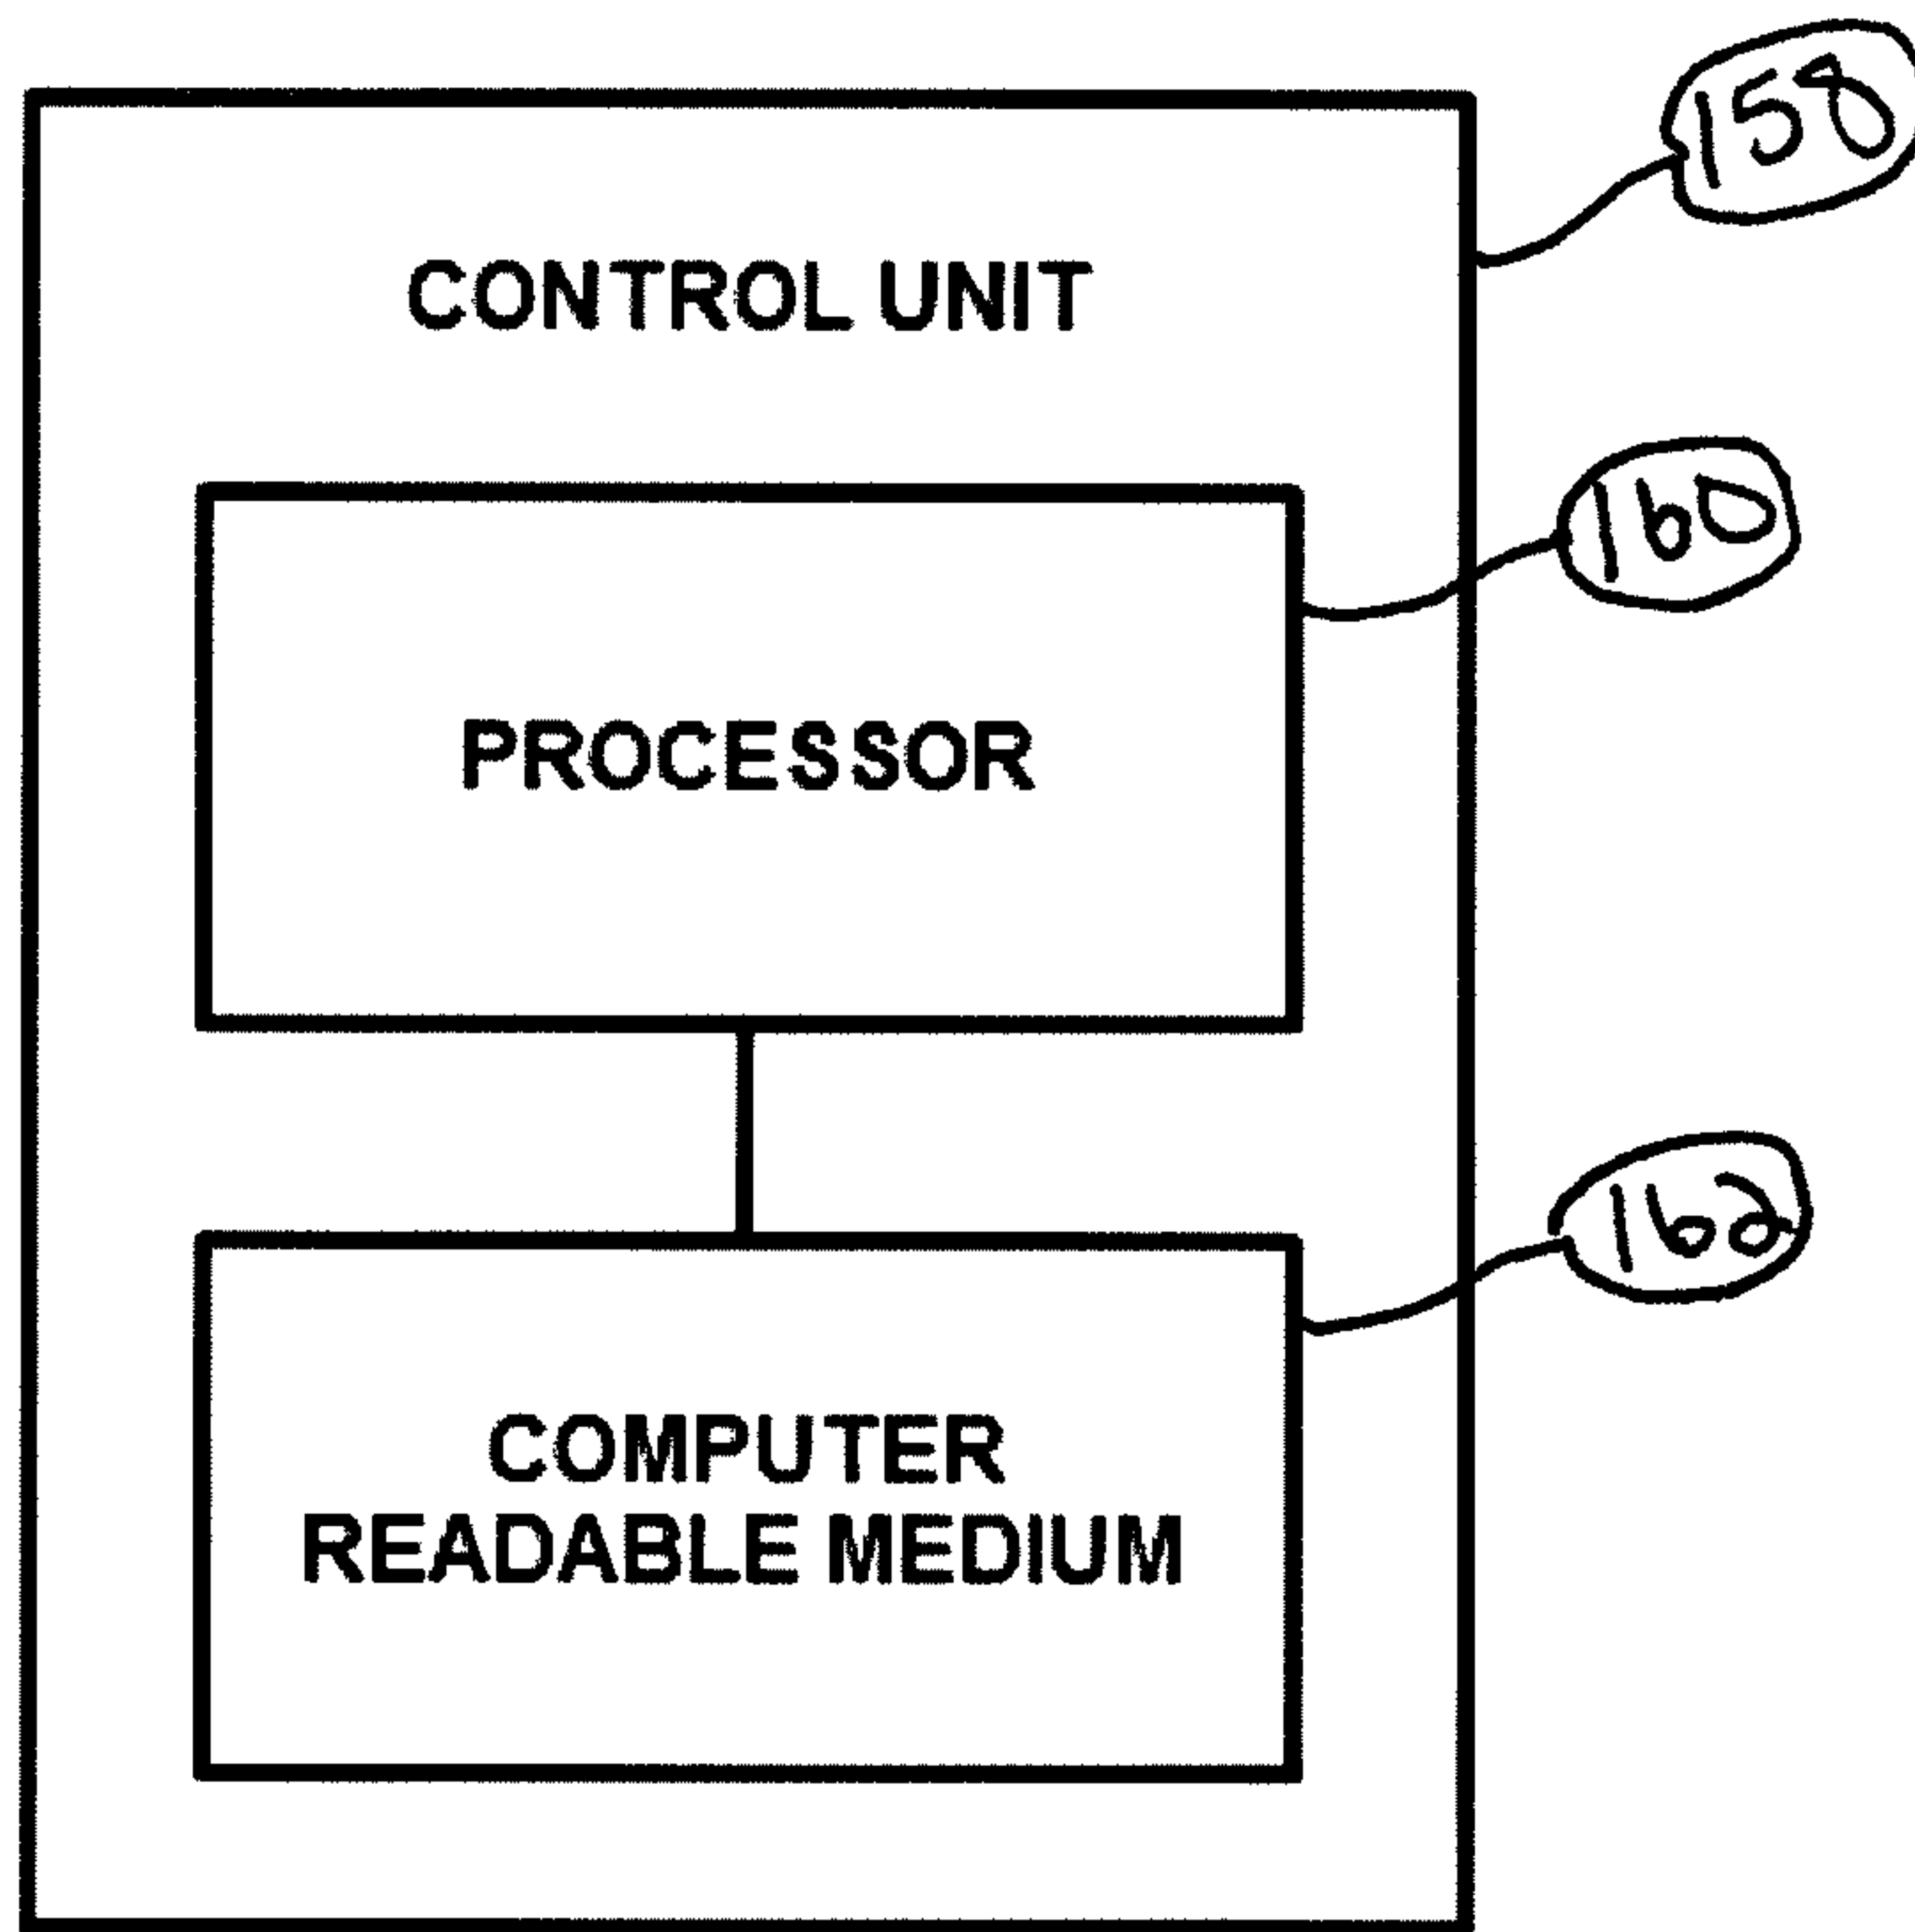 158
CONTROL UNIT
160
PROCESSOR
162
COMPUTER
READABLE MEDIUM